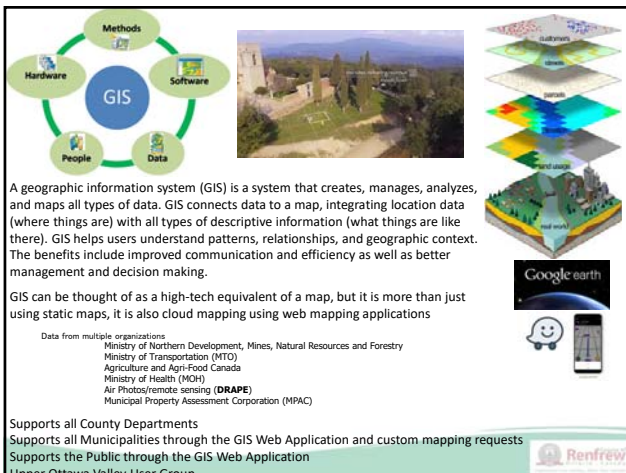 Methods
Hardware
Software
GIS
People
Data
customers
streets
parcels
land usage
real world
A geographic information system (GIS) is a system that creates, manages, analyzes,
and maps all types of data. GIS connects data to a map, integrating location data
(where things are) with all types of descriptive information (what things are like
there). GIS helps users understand patterns, relationships, and geographic context.
The benefits include improved communication and efficiency as well as better
management and decision making.
Google earth
GIS can be thought of as a high-tech equivalent of a map, but it is more than just
using static maps, it is also cloud mapping using web mapping applications
Data from multiple organizations
Ministry of Northern Development, Mines, Natural Resources and Forestry
Ministry of Transportation (MTO)
Agriculture and Agri-Food Canada
Ministry of Health (MOH)
Air Photos/remote sensing (DRAPE)
Municipal Property Assessment Corporation (MPAC)
Supports all County Departments
Supports all Municipalities through the GIS Web Application and custom mapping requests
Supports the Public through the GIS Web Application
Upper Ottawa Valley User Group
Renfrew